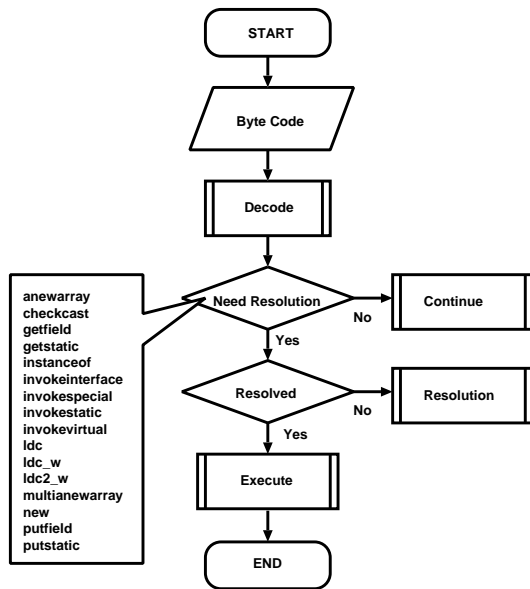 START
Byte Code
Decode
Need Resolution
No
Continue
Yes
Resolved
No
Resolution
Yes
Execute
END
anewarray
checkcast
getfield
getstatic
instanceof
invokeinterface
invokespecial
invokestatic
invokevirtual
ldc
ldc_w
ldc2_w
multianewarray
new
putfield
putstatic